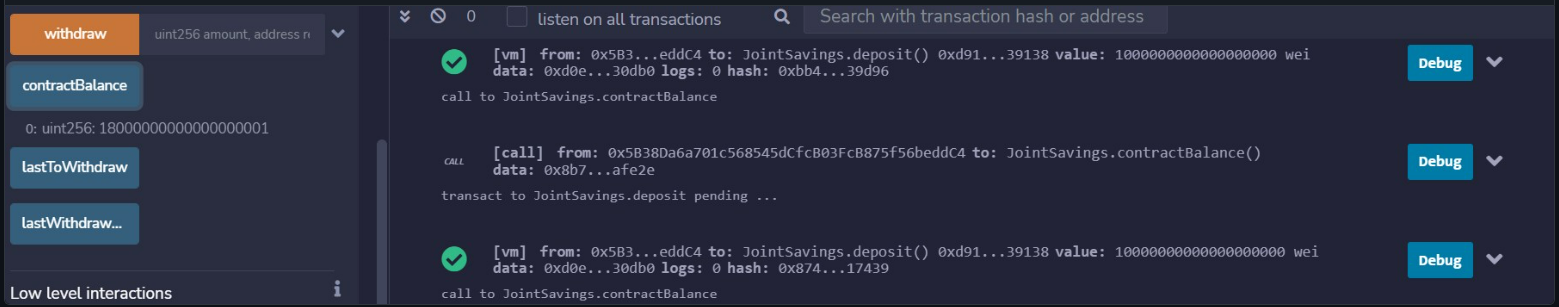 withdraw
uint256 amount, address re
contractBalance
0: uint256: 18000000000000000001
lastToWithdraw
lastWithdraw...
Low level interactions
0
listen on all transactions
Search with transaction hash or address
[vm] from: 0x5B3...eddC4 to: JointSavings.deposit() 0xd91...39138 value: 1000000000000000000 wei
data: 0xd0e...30db0 logs: 0 hash: 0xbb4...39d96
Debug
call to JointSavings.contractBalance
CALL
[call] from: 0x5B38Da6a701c568545dCfcB03FcB875f56beddC4 to: JointSavings.contractBalance()
data: 0x8b7...afe2e
Debug
transact to JointSavings.deposit pending ...
[vm] from: 0x5B3...eddC4 to: JointSavings.deposit() 0xd91...39138 value: 10000000000000000000 wei
data: 0xd0e...30db0 logs: 0 hash: 0x874...17439
Debug
call to JointSavings.contractBalance